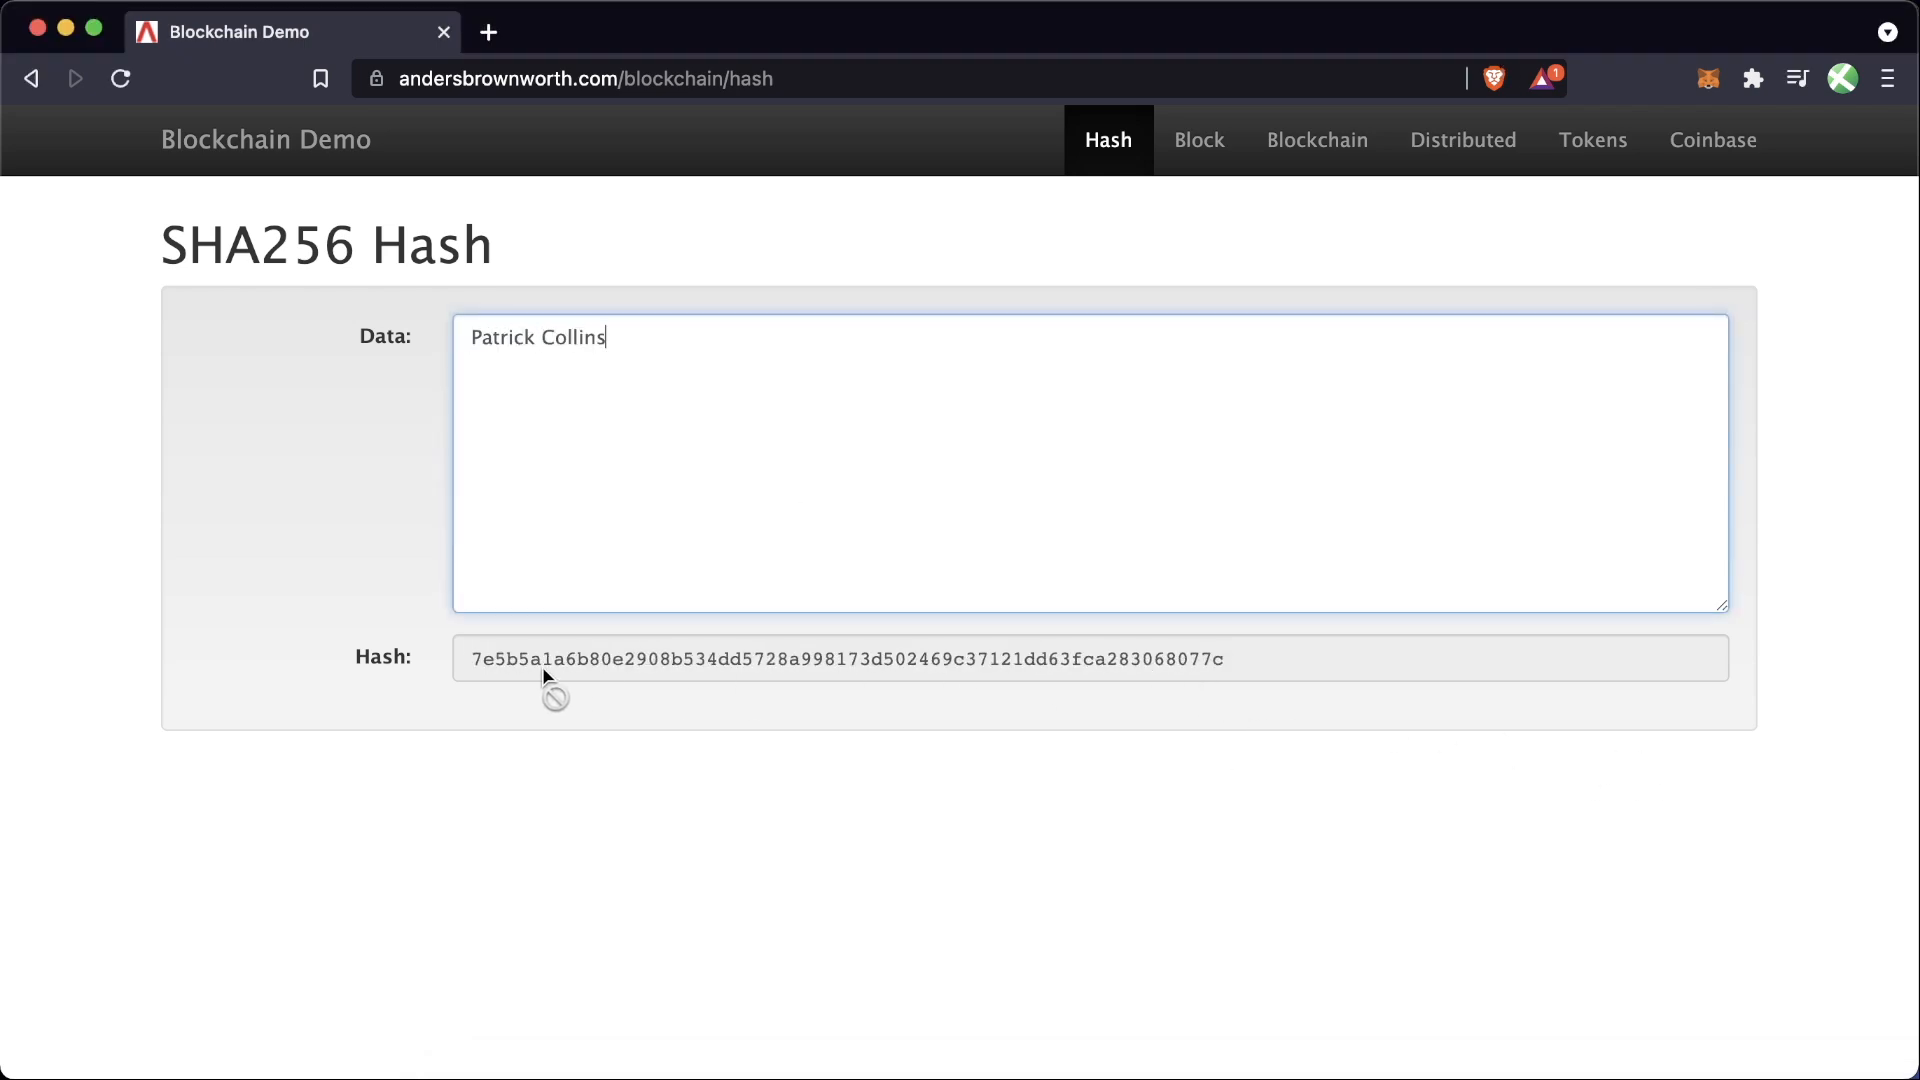 Blockchain Demo
andersbrownworth.com/blockchain/hash
1
Blockchain Demo
Hash
Block
Blockchain
Distributed
Tokens
Coinbase
SHA256 Hash
Data:
Patrick Collins
Hash:
7e5b5a1a6b80e2908b534dd5728a998173d502469c37121dd63fca283068077c